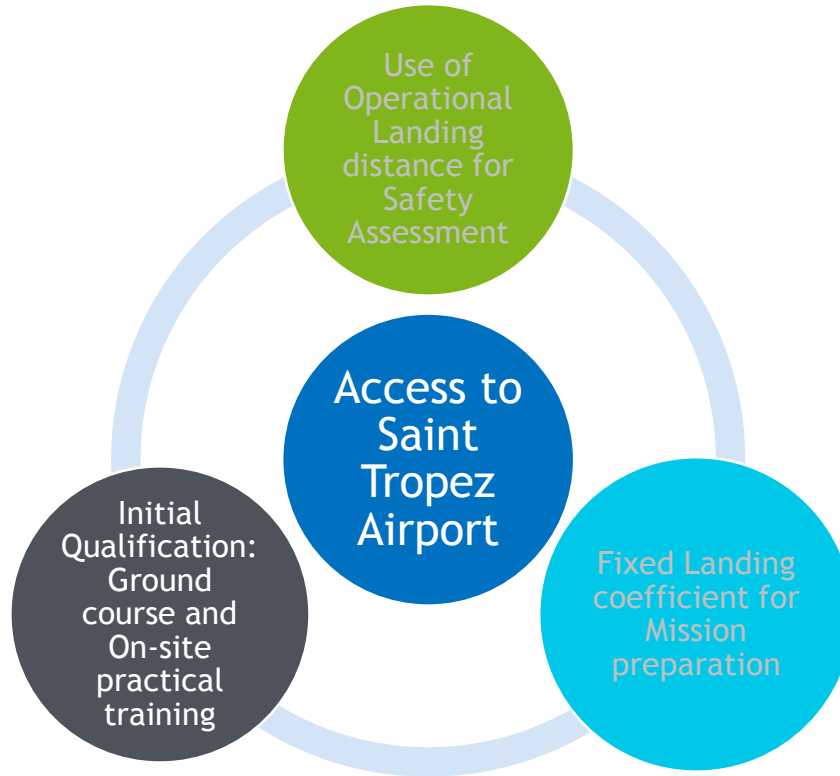 Use of
Operational
Landing
distance for
Safety
Assessment
Access to
Saint
Tropez
Airport
Initial
Qualification:
Ground
course and
On-site
practical
training
Fixed Landing
coefficient for
Mission
preparation